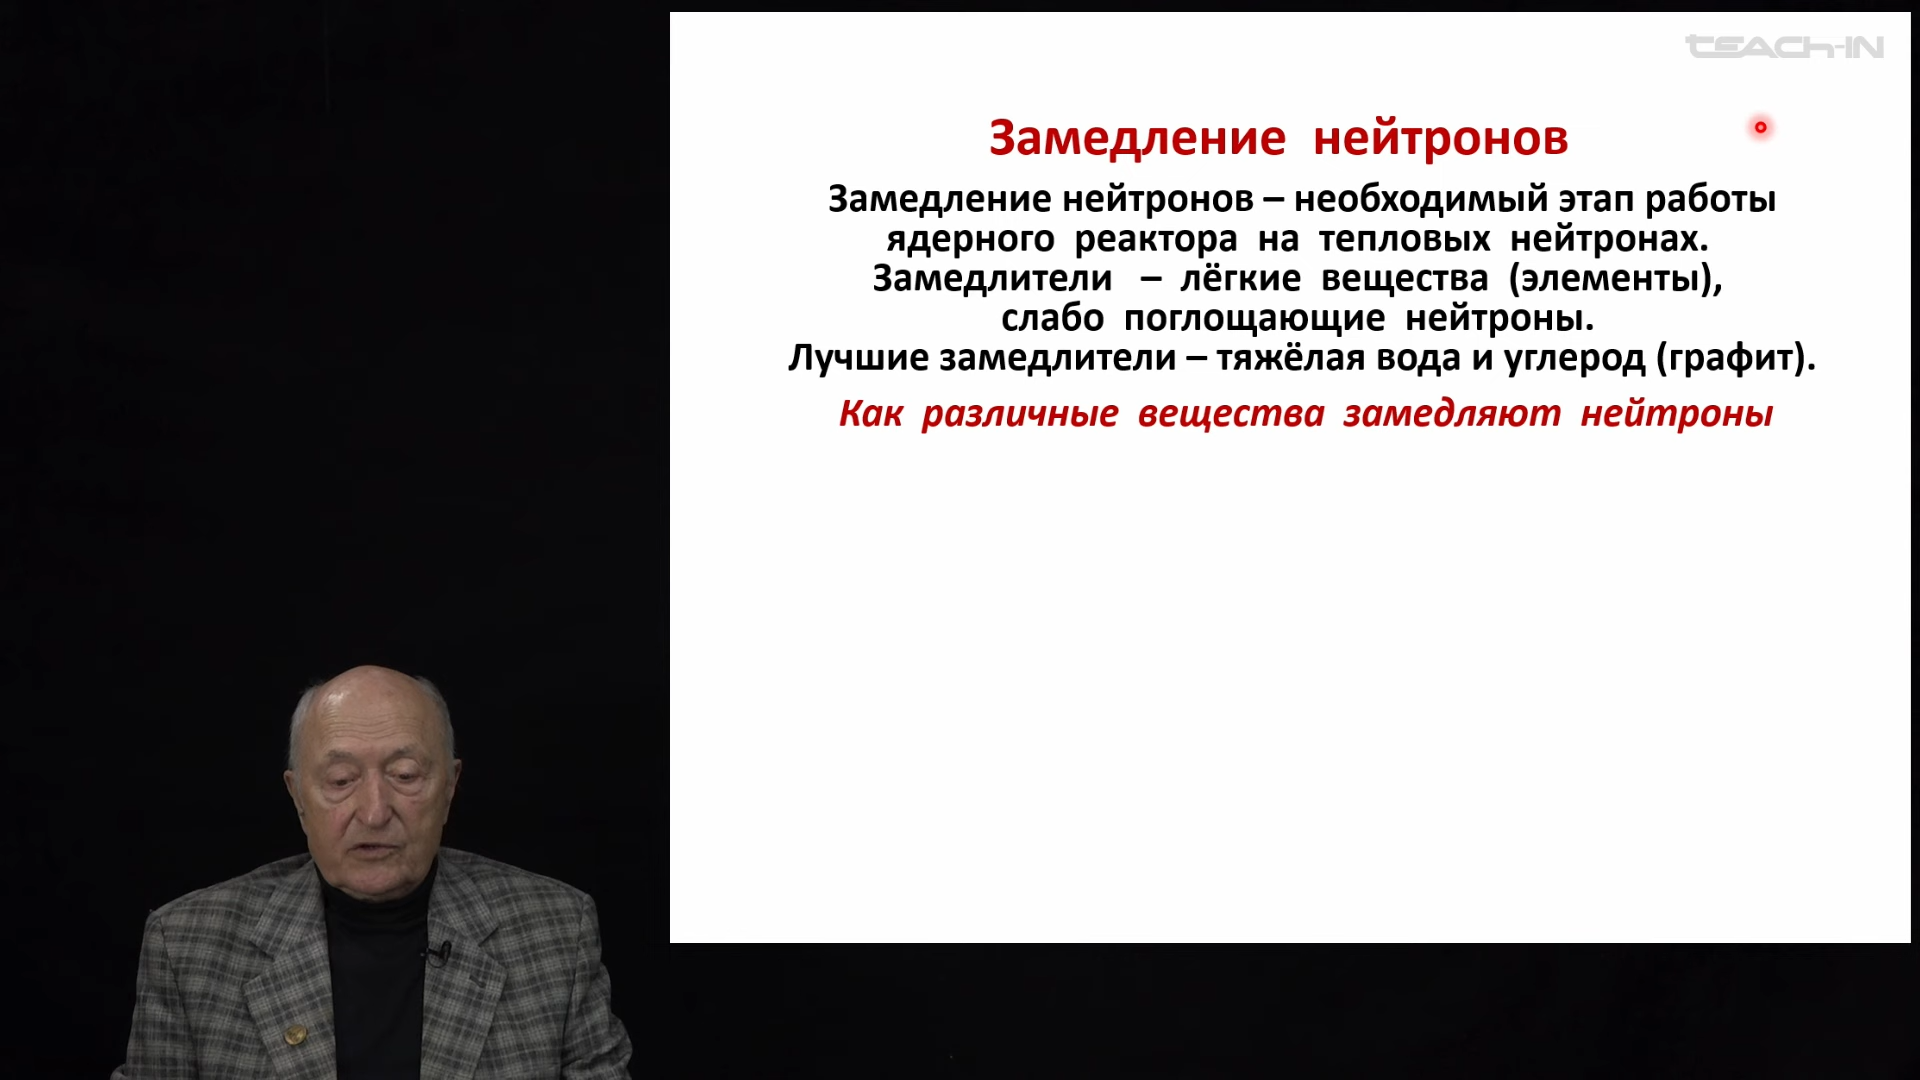 TEACH-IN
Замедление нейтронов
Замедление нейтронов – необходимый этап работы
ядерного реактора на тепловых нейтронах.
Замедлители – лёгкие вещества (элементы),
слабо поглощающие нейтроны.
Лучшие замедлители – тяжёлая вода и углерод (графит).
Как различные вещества замедляют нейтроны